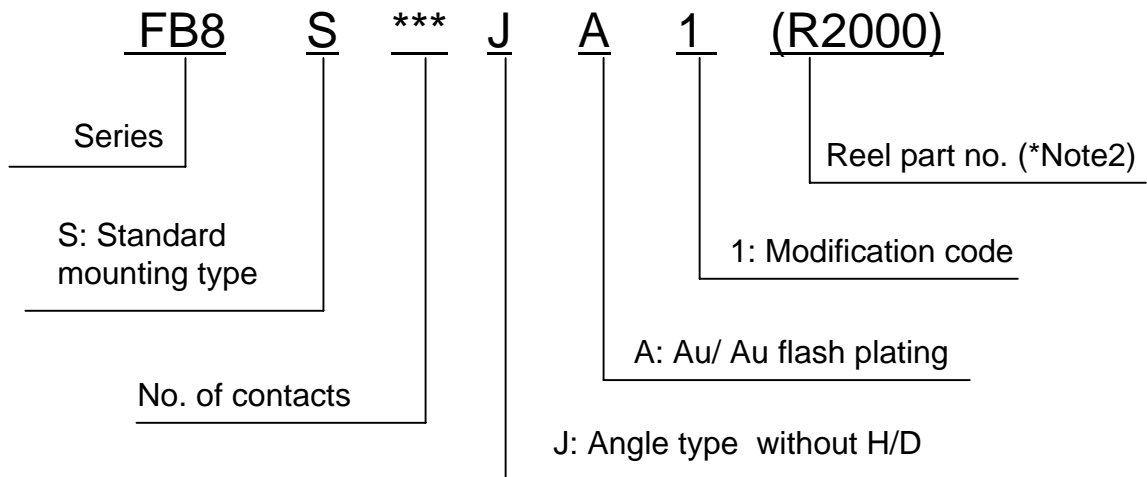 FB8 S *** J A 1 (R2000)
Series
Reel part no. (*Note2)
S: Standard
mounting type
1: Modification code
A: Au/ Au flash plating
No. of contacts
J: Angle type without H/D